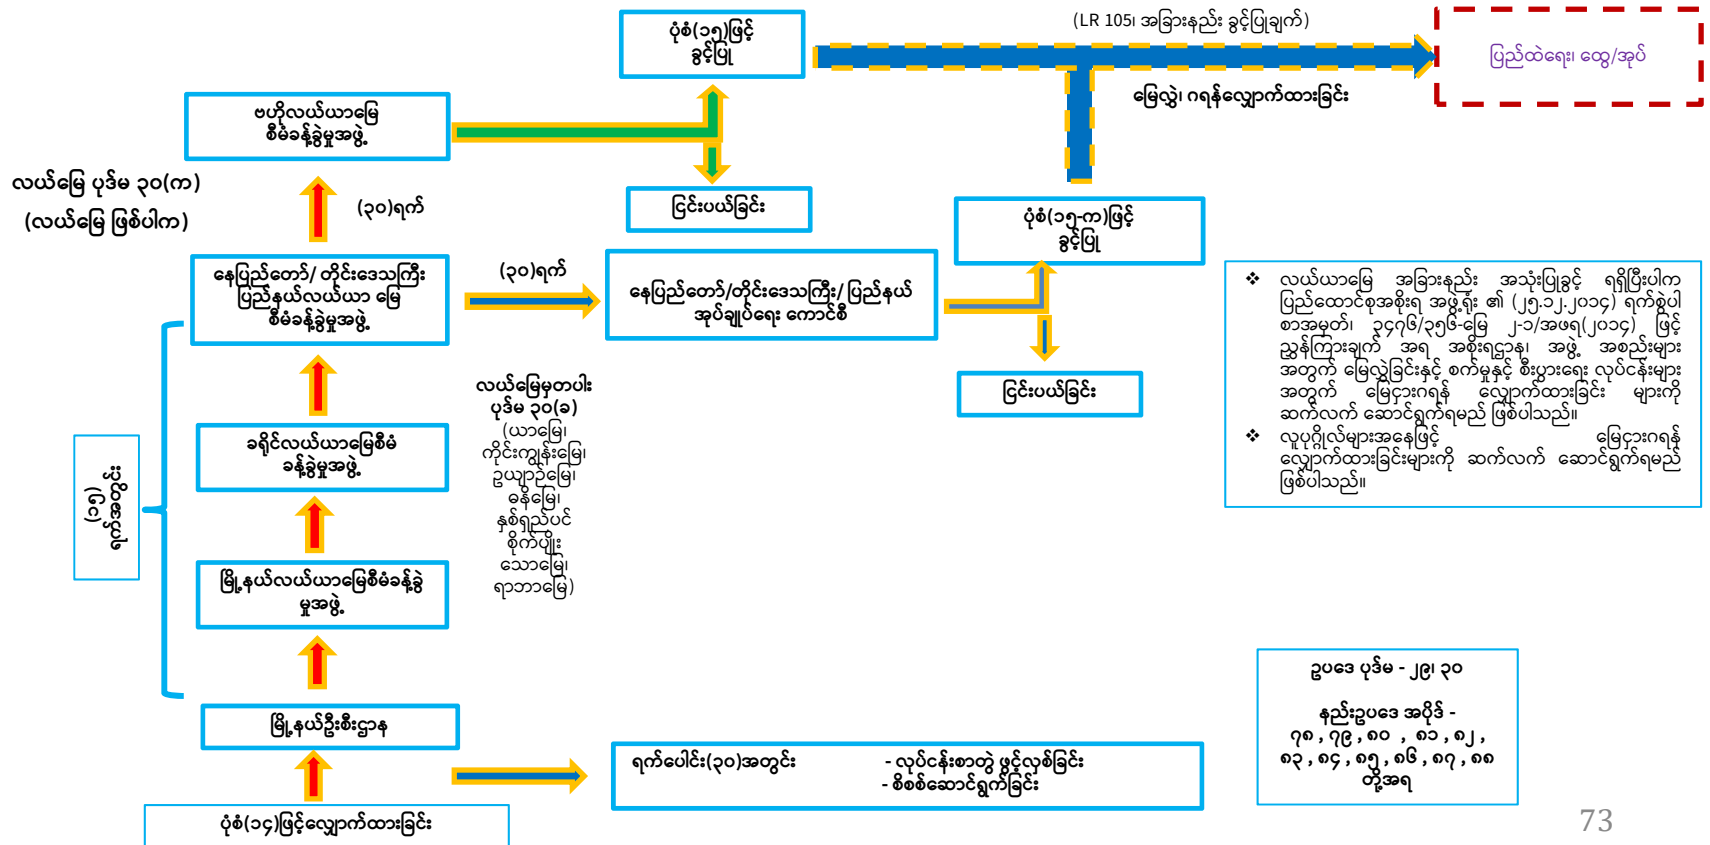 (LR 105၊ အခြားနည်း ခွင့်ပြုချက်)
ပုံစံ(၁၅)ဖြင့်
ခွင့်ပြု
ပြည်ထဲရေး၊ ထွေ/အုပ်
မြေလွှဲ၊ ဂရန်လျှောက်ထားခြင်း
ဗဟိုလယ်ယာမြေ
စီမံခန့်ခွဲမှုအဖွဲ့
လယ်မြေ ပုဒ်မ ၃၀(က)
(လယ်မြေ ဖြစ်ပါက)
(၃၀)ရက်
ငြင်းပယ်ခြင်း
ပုံစံ(၁၅-က)ဖြင့်
ခွင့်ပြု
နေပြည်တော်/ တိုင်းဒေသကြီး
ပြည်နယ်လယ်ယာ မြေ
စီမံခန့်ခွဲမှုအဖွဲ့
(၃၀)ရက်
နေပြည်တော်/တိုင်းဒေသကြီး/ ပြည်နယ်
အုပ်ချုပ်ရေး ကောင်စီ
ငြင်းပယ်ခြင်း
❖ လယ်ယာမြေ အခြားနည်း အသုံးပြုခွင့် ရရှိပြီးပါက
ပြည်ထောင်စုအစိုးရ အဖွဲ့ရုံး ၏ (၂၅.၁၂.၂၀၁၄) ရက်စွဲပါ
စာအမှတ်၊ ၃၄၇၆/၃၅၆-မြေ ၂-၁/အဖရ(၂၀၁၄) ဖြင့်
ညွှန်ကြားချက် အရ အစိုးရဌာန၊ အဖွဲ့ အစည်းများ
အတွက် မြေလွှဲခြင်းနှင့် စက်မှုနှင့် စီးပွားရေး လုပ်ငန်းများ
အတွက် မြေငှားဂရန် လျှောက်ထားခြင်း များကို
ဆက်လက် ဆောင်ရွက်ရမည် ဖြစ်ပါသည်။
❖ လူပုဂ္ဂိုလ်များအနေဖြင့် မြေငှားဂရန်
လျှောက်ထားခြင်းများကို ဆက်လက် ဆောင်ရွက်ရမည်
ဖြစ်ပါသည်။
လယ်မြေမှတပါး
ပုဒ်မ ၃၀(ခ)
(ယာမြေ၊
ကိုင်းကျွန်းမြေ၊
ဥယျာဉ်မြေ၊
ဓနိမြေ၊
နှစ်ရှည်ပင်
စိုက်ပျိုး
သောမြေ၊
ရာဘာမြေ)
ခရိုင်လယ်ယာမြေစီမံ
ခန့်ခွဲမှုအဖွဲ့
(၁၅)
ရက်အတွင်း
မြို့နယ်လယ်ယာမြေစီမံခန့်ခွဲ
မှုအဖွဲ့
မြို့နယ်ဦးစီးဌာန
ရက်ပေါင်း(၃၀)အတွင်း - လုပ်ငန်းစာတွဲ ဖွင့်လှစ်ခြင်း
- စိစစ်ဆောင်ရွက်ခြင်း
ပုံစံ(၁၄)ဖြင့်လျှောက်ထားခြင်း
ဥပဒေ ပုဒ်မ - ၂၉၊ ၃၀
နည်းဥပဒေ အပိုဒ် -
၇၈ , ၇၉ , ၈၀ , ၈၁ , ၈၂ ,
၈၃ , ၈၄ , ၈၅ , ၈၆ , ၈၇ , ၈၈
တို့အရ
73